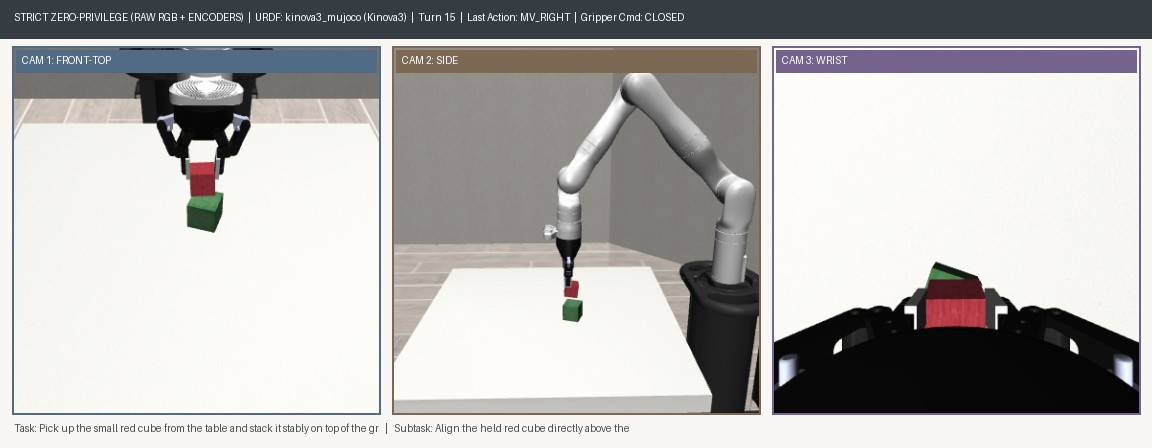 STRICT ZERO-PRIVILEGE (RAW RGB + ENCODERS) | URDF: kinova3_mujoco (Kinova3) | Turn 15 | Last Action: MV_RIGHT | Gripper Cmd: CLOSED
CAM 1: FRONT-TOP
CAM 2: SIDE
CAM 3: WRIST
Task: Pick up the small red cube from the table and stack it stably on top of the gr | Subtask: Align the held red cube directly above the